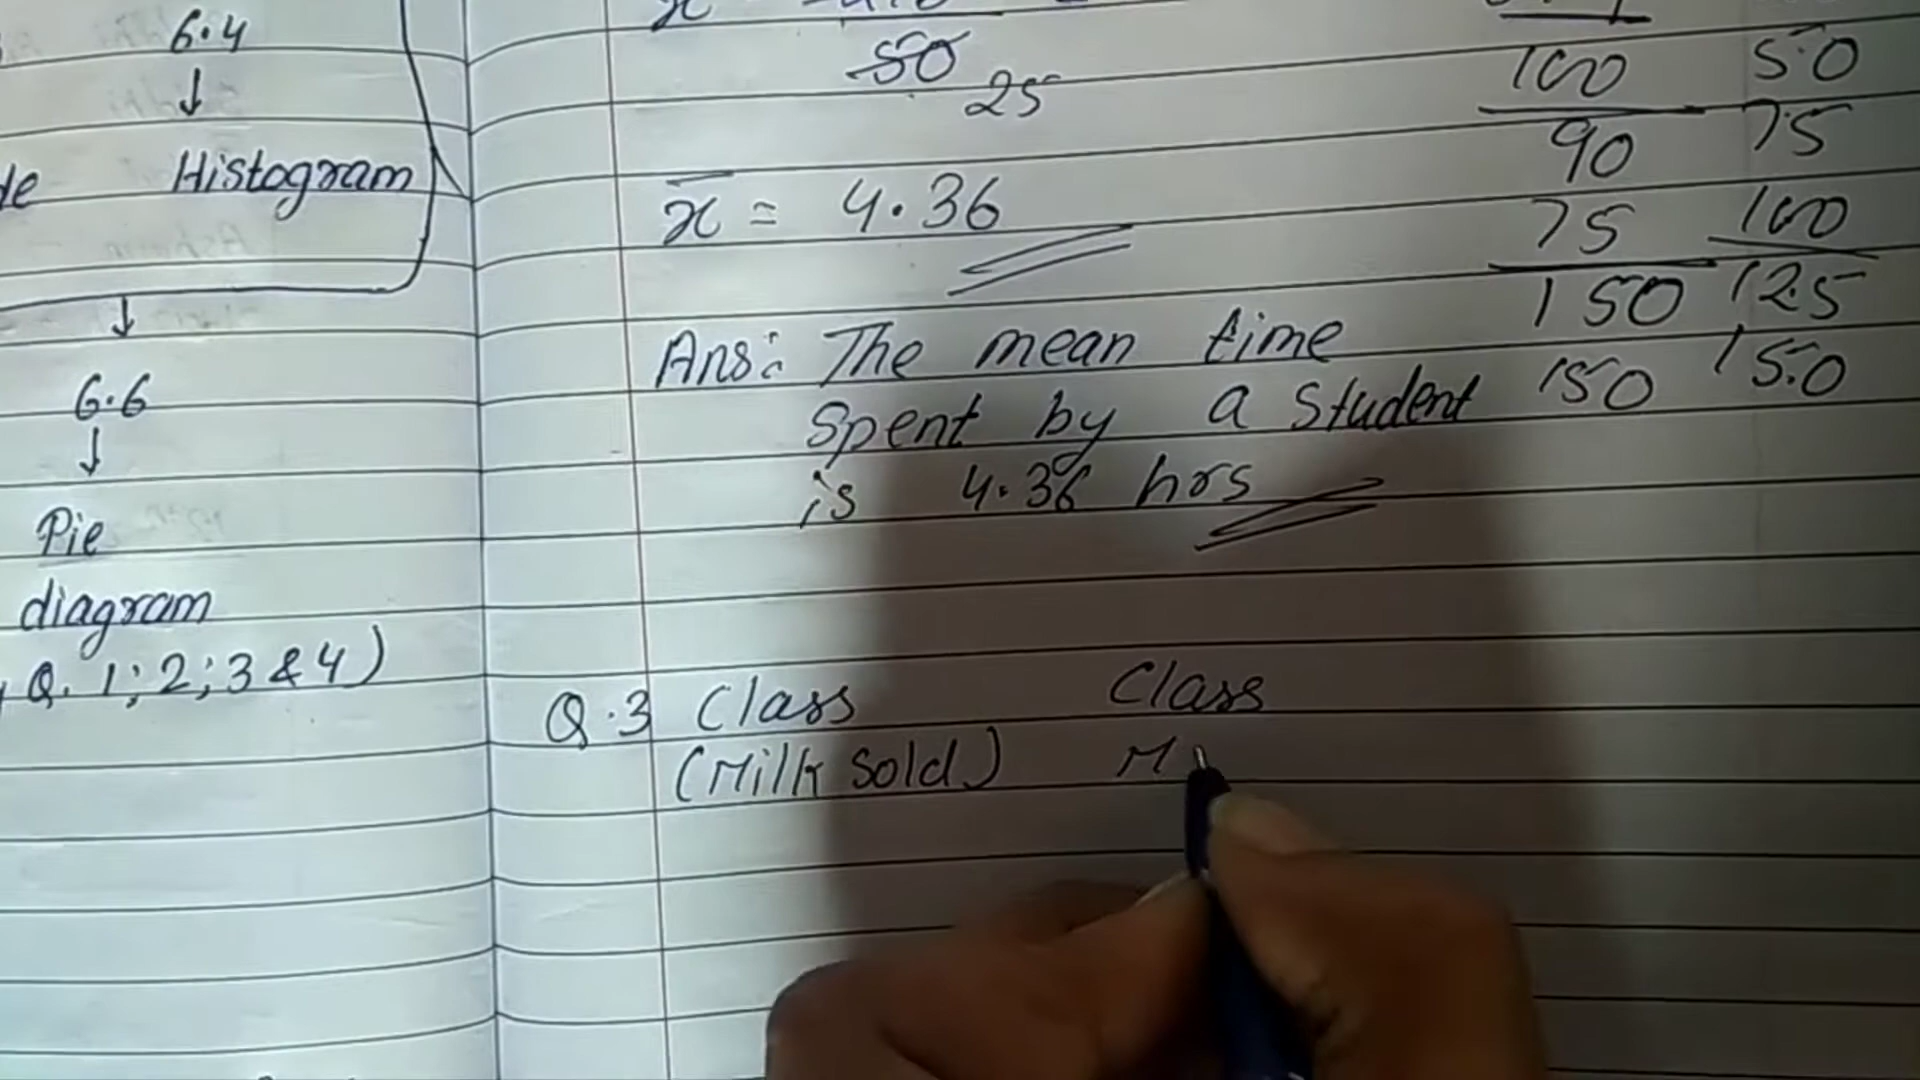 6.4
↓
Histogram
↓
6.6
↓
Pie
diagram
Q. 1; 2; 3 & 4)
50
25
x̄ = 4.36
Ans: The mean time
spent by a student
is 4.36 hrs
100 50
90 75
75 100
150 125
150 150
Q.3 Class Class
(Milk Sold) M